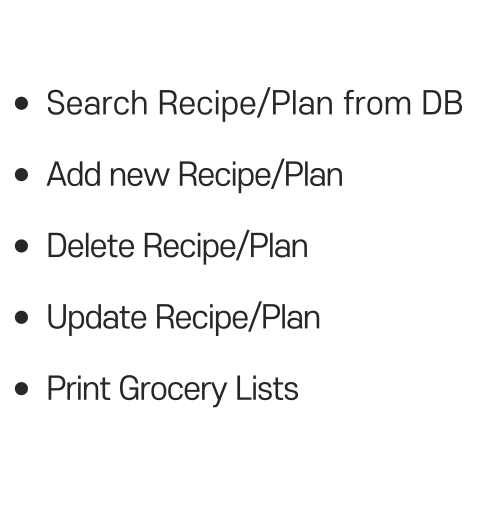 • Search Recipe/Plan from DB
• Add new Recipe/Plan
• Delete Recipe/Plan
• Update Recipe/Plan
• Print Grocery Lists